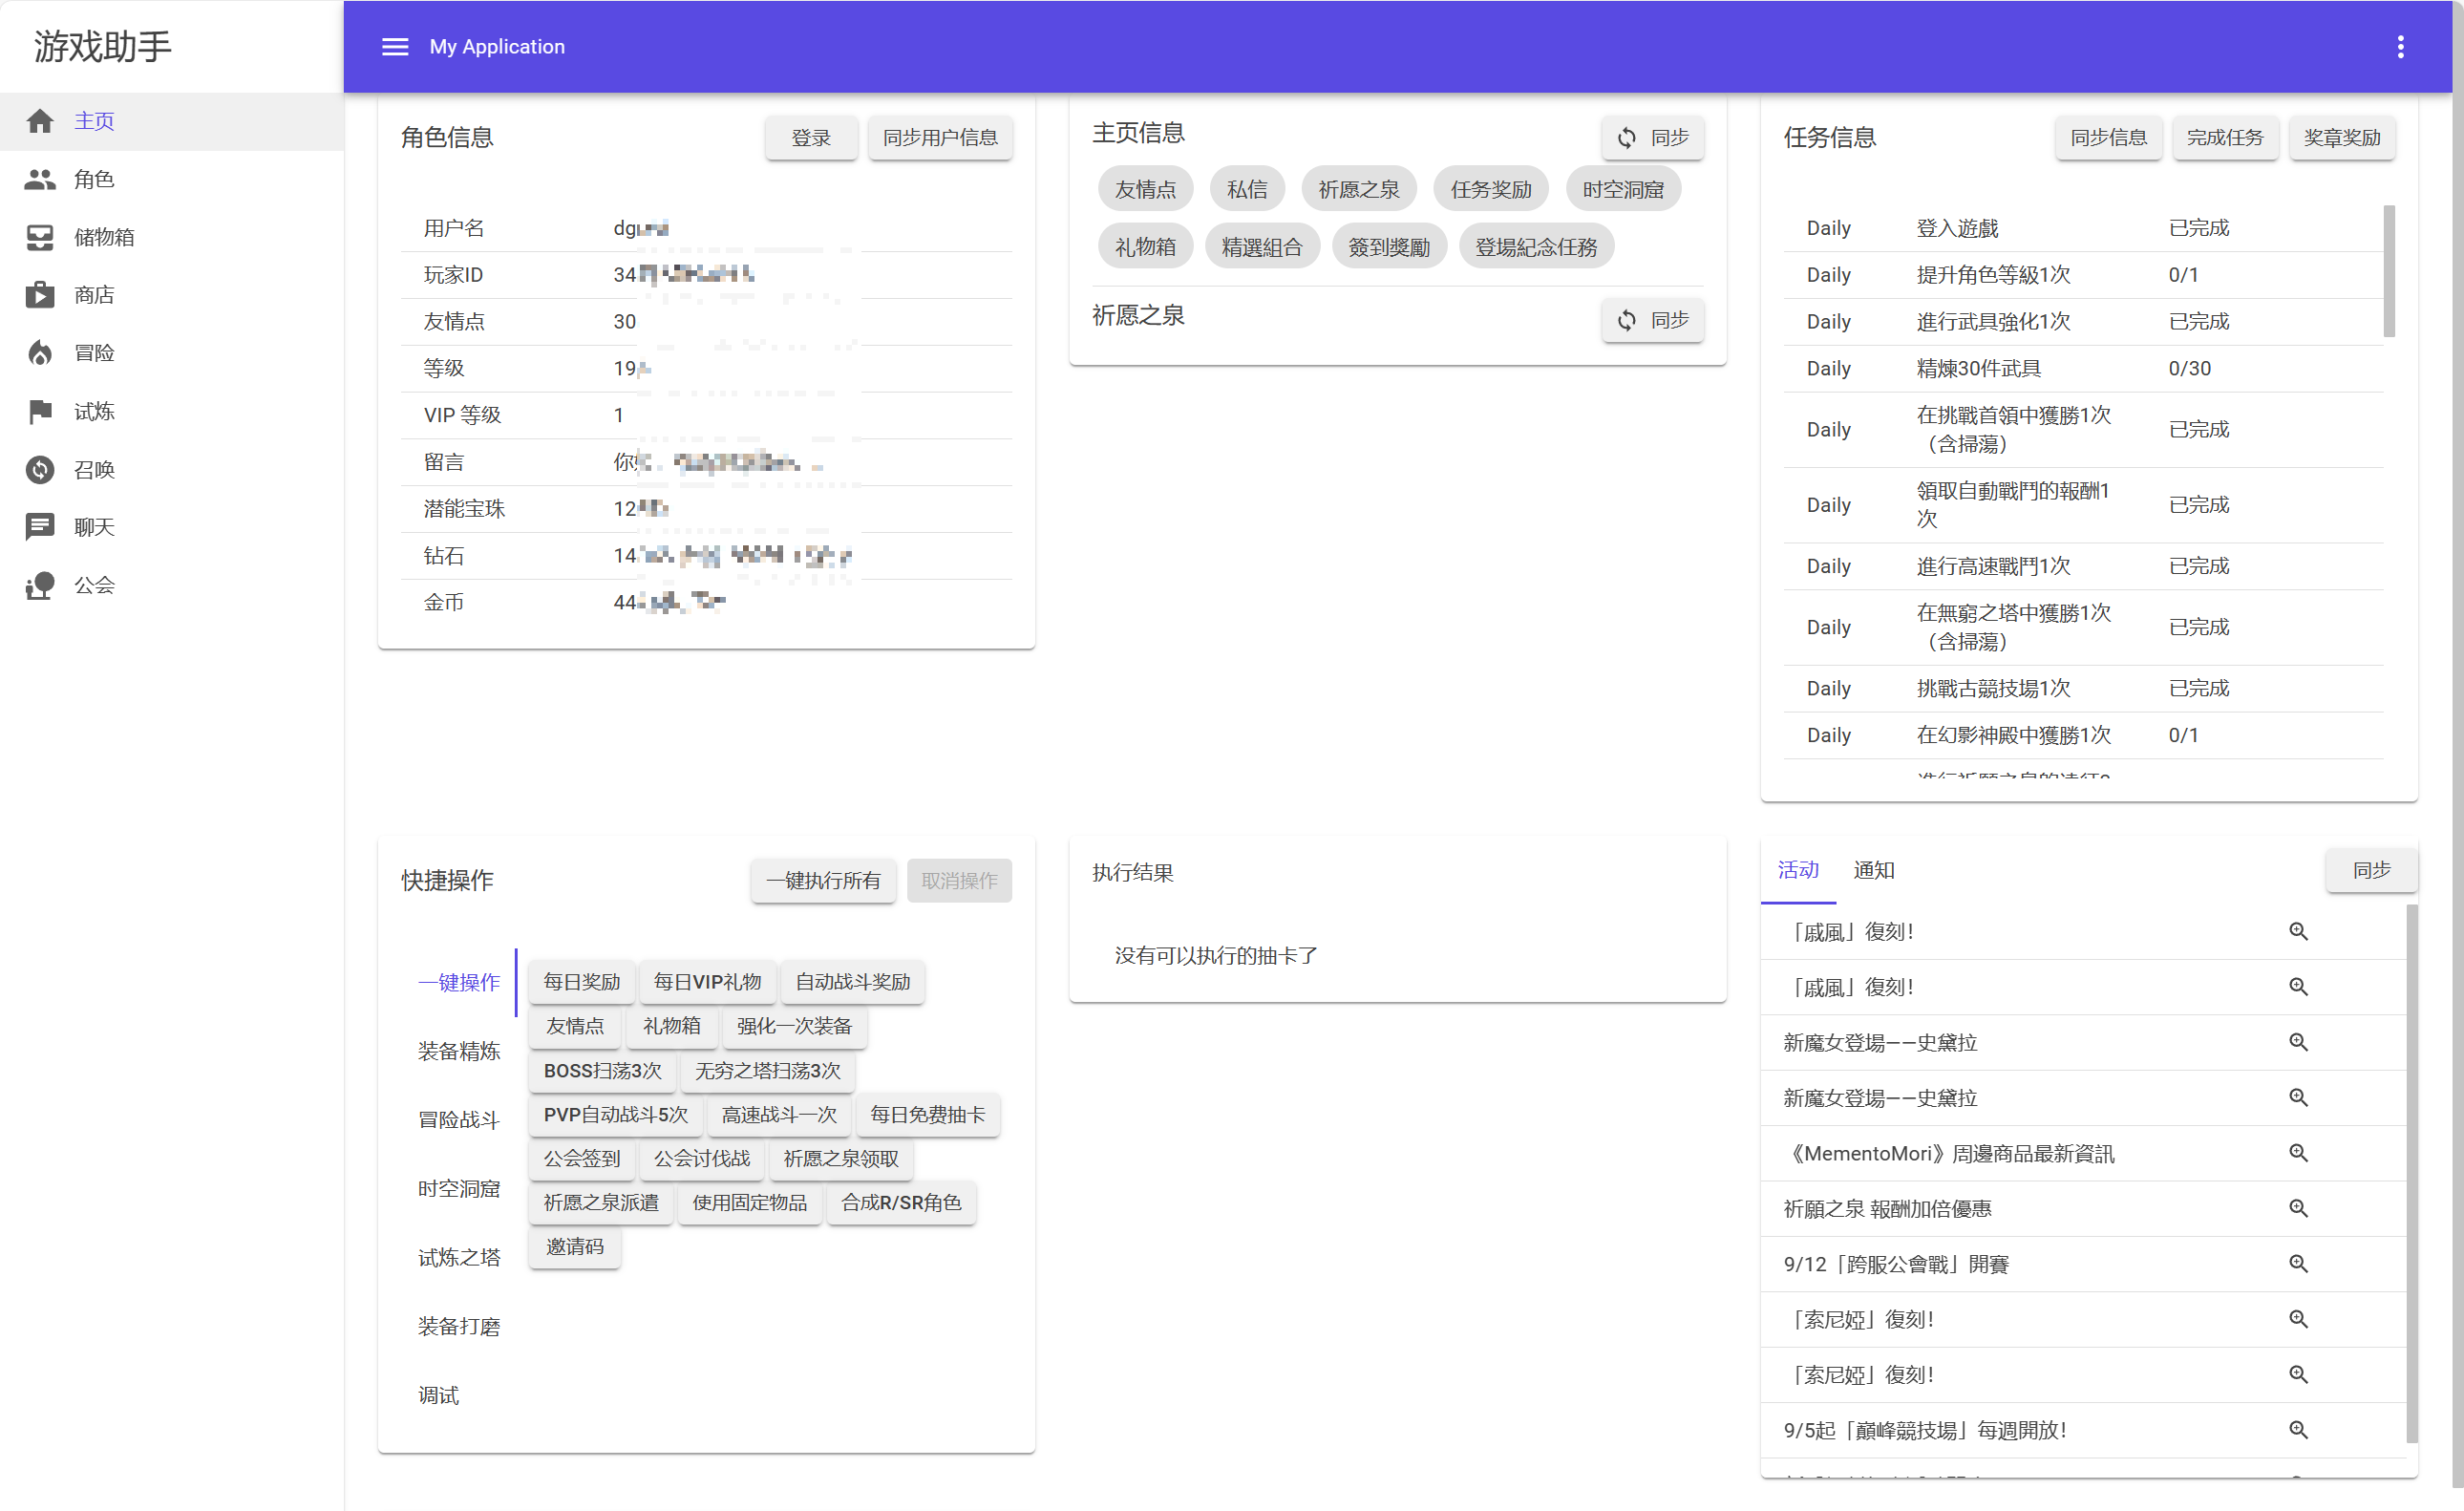 游戏助手
My Application
主页
角色
储物箱
商店
冒险
试炼
召唤
聊天
公会
角色信息
登录 同步用户信息
用户名 dg
玩家ID 34
友情点 30
等级 19
VIP 等级 1
留言 你
潜能宝珠 12
钻石 14
金币 44
主页信息
同步
友情点 私信 祈愿之泉 任务奖励 时空洞窟
礼物箱 精選組合 簽到獎勵 登場紀念任務
祈愿之泉
同步
任务信息
同步信息 完成任务 奖章奖励
Daily 登入遊戲 已完成
Daily 提升角色等級1次 0/1
Daily 進行武具強化1次 已完成
Daily 精煉30件武具 0/30
Daily 在挑戰首領中獲勝1次
（含掃蕩） 已完成
Daily 領取自動戰鬥的報酬1
次 已完成
Daily 進行高速戰鬥1次 已完成
Daily 在無窮之塔中獲勝1次
（含掃蕩） 已完成
Daily 挑戰古競技場1次 已完成
Daily 在幻影神殿中獲勝1次 0/1
快捷操作
一键执行所有 取消操作
一键操作
装备精炼
冒险战斗
时空洞窟
试炼之塔
装备打磨
调试
每日奖励 每日VIP礼物 自动战斗奖励
友情点 礼物箱 强化一次装备
BOSS扫荡3次 无穷之塔扫荡3次
PVP自动战斗5次 高速战斗一次 每日免费抽卡
公会签到 公会讨伐战 祈愿之泉领取
祈愿之泉派遣 使用固定物品 合成R/SR角色
邀请码
执行结果
没有可以执行的抽卡了
活动 通知
同步
「戚風」復刻！
「戚風」復刻！
新魔女登場——史黛拉
新魔女登場——史黛拉
《MementoMori》周邊商品最新資訊
祈願之泉 報酬加倍優惠
9/12「跨服公會戰」開賽
「索尼婭」復刻！
「索尼婭」復刻！
9/5起「巔峰競技場」每週開放！